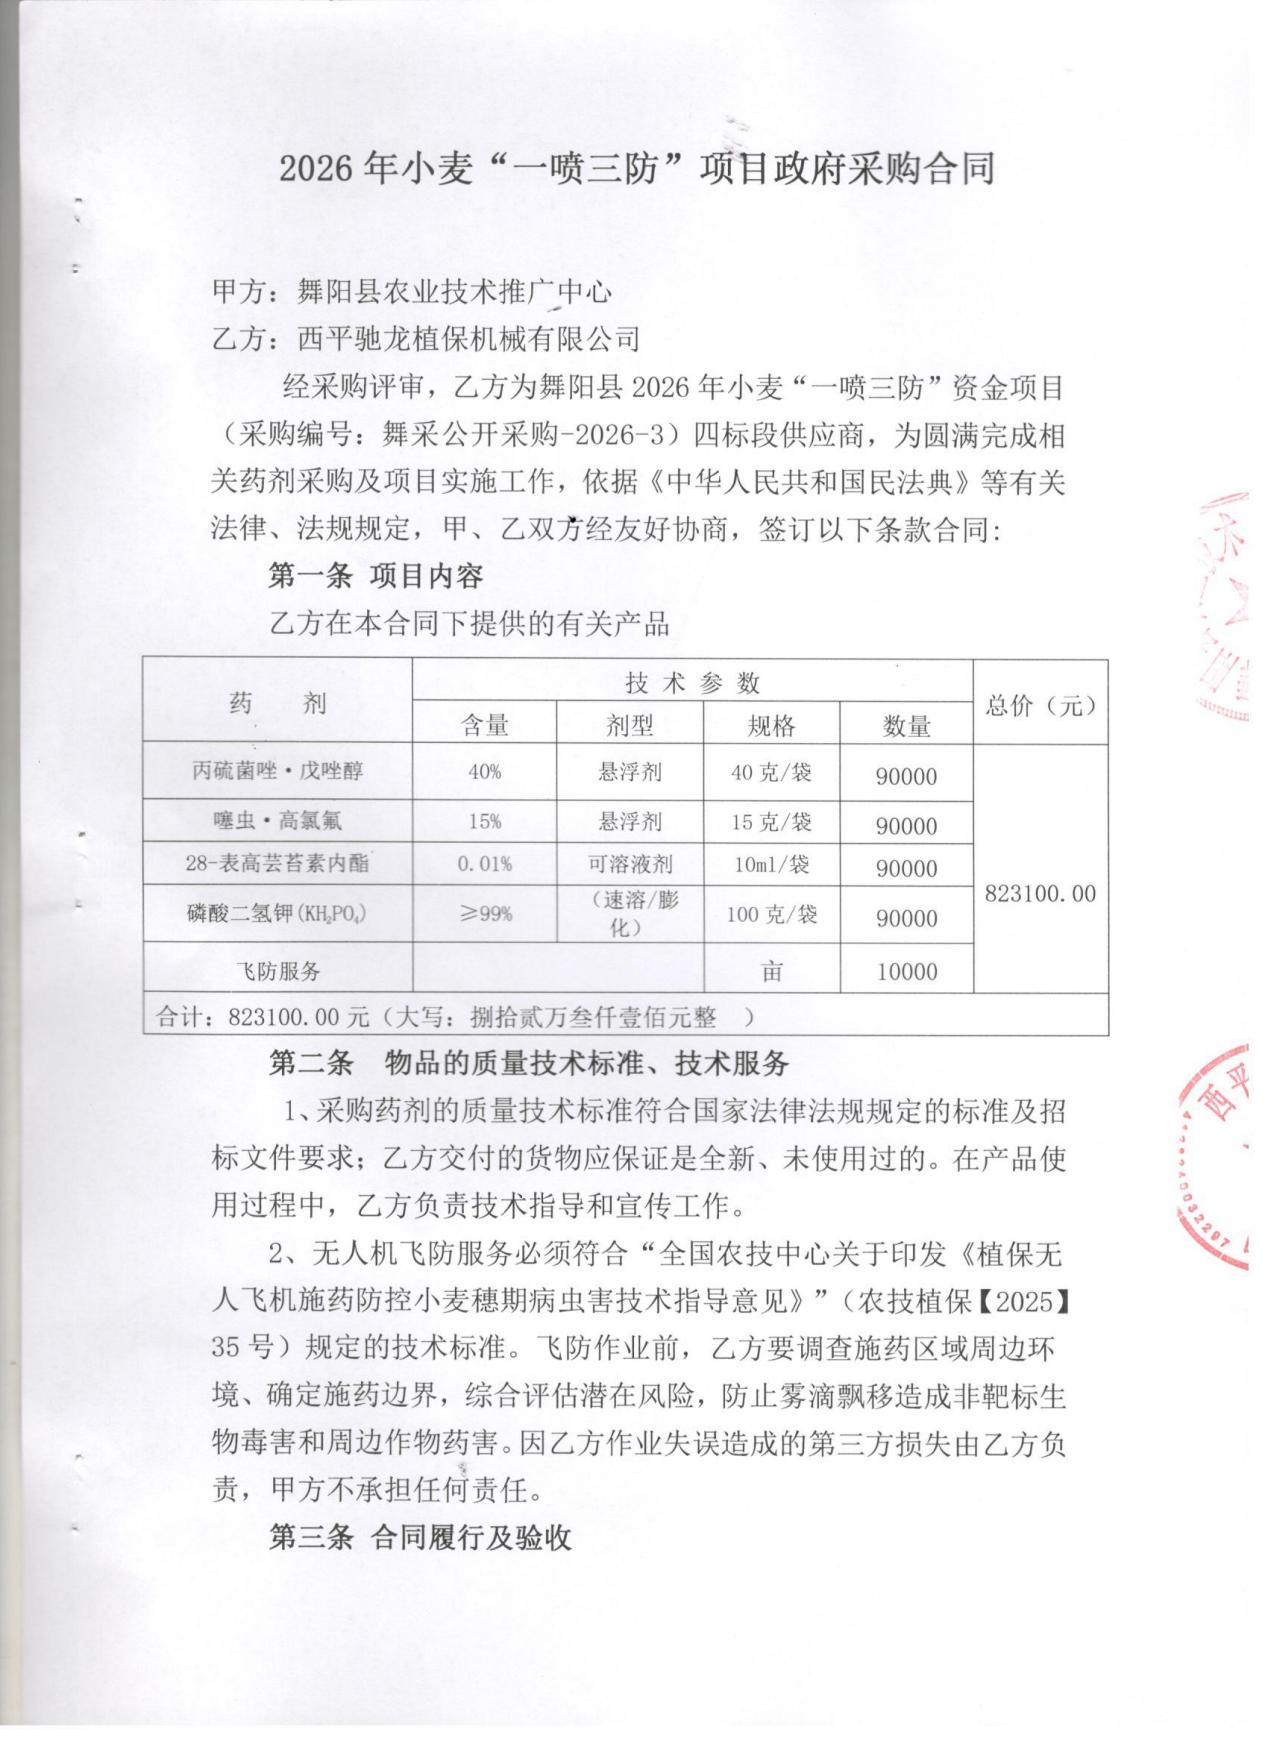 2026年小麦“一喷三防”项目政府采购合同
甲方：舞阳县农业技术推广中心
乙方：西平驰龙植保机械有限公司
经采购评审，乙方为舞阳县2026年小麦“一喷三防”资金项目
（采购编号：舞采公开采购-2026-3）四标段供应商，为圆满完成相
关药剂采购及项目实施工作，依据《中华人民共和国民法典》等有关
法律、法规规定，甲、乙双方经友好协商，签订以下条款合同：
第一条 项目内容
乙方在本合同下提供的有关产品
药 剂 技 术 参 数 总价（元）
含量 剂型 规格 数量
丙硫菌唑·戊唑醇 40% 悬浮剂 40克/袋 90000
噻虫·高氯氟 15% 悬浮剂 15克/袋 90000
28-表高芸苔素内酯 0.01% 可溶液剂 10ml/袋 90000
磷酸二氢钾(KH₂PO₄) ≥99% （速溶/膨化） 100克/袋 90000
823100.00
飞防服务 亩 10000
合计：823100.00元（大写：捌拾贰万叁仟壹佰元整 ）
第二条 物品的质量技术标准、技术服务
1、采购药剂的质量技术标准符合国家法律法规规定的标准及招
标文件要求；乙方交付的货物应保证是全新、未使用过的。在产品使
用过程中，乙方负责技术指导和宣传工作。
2、无人机飞防服务必须符合“全国农技中心关于印发《植保无
人飞机施药防控小麦穗期病虫害技术指导意见》”（农技植保【2025】
35号）规定的技术标准。飞防作业前，乙方要调查施药区域周边环
境、确定施药边界，综合评估潜在风险，防止雾滴飘移造成非靶标生
物毒害和周边作物药害。因乙方作业失误造成的第三方损失由乙方负
责，甲方不承担任何责任。
第三条 合同履行及验收
西平